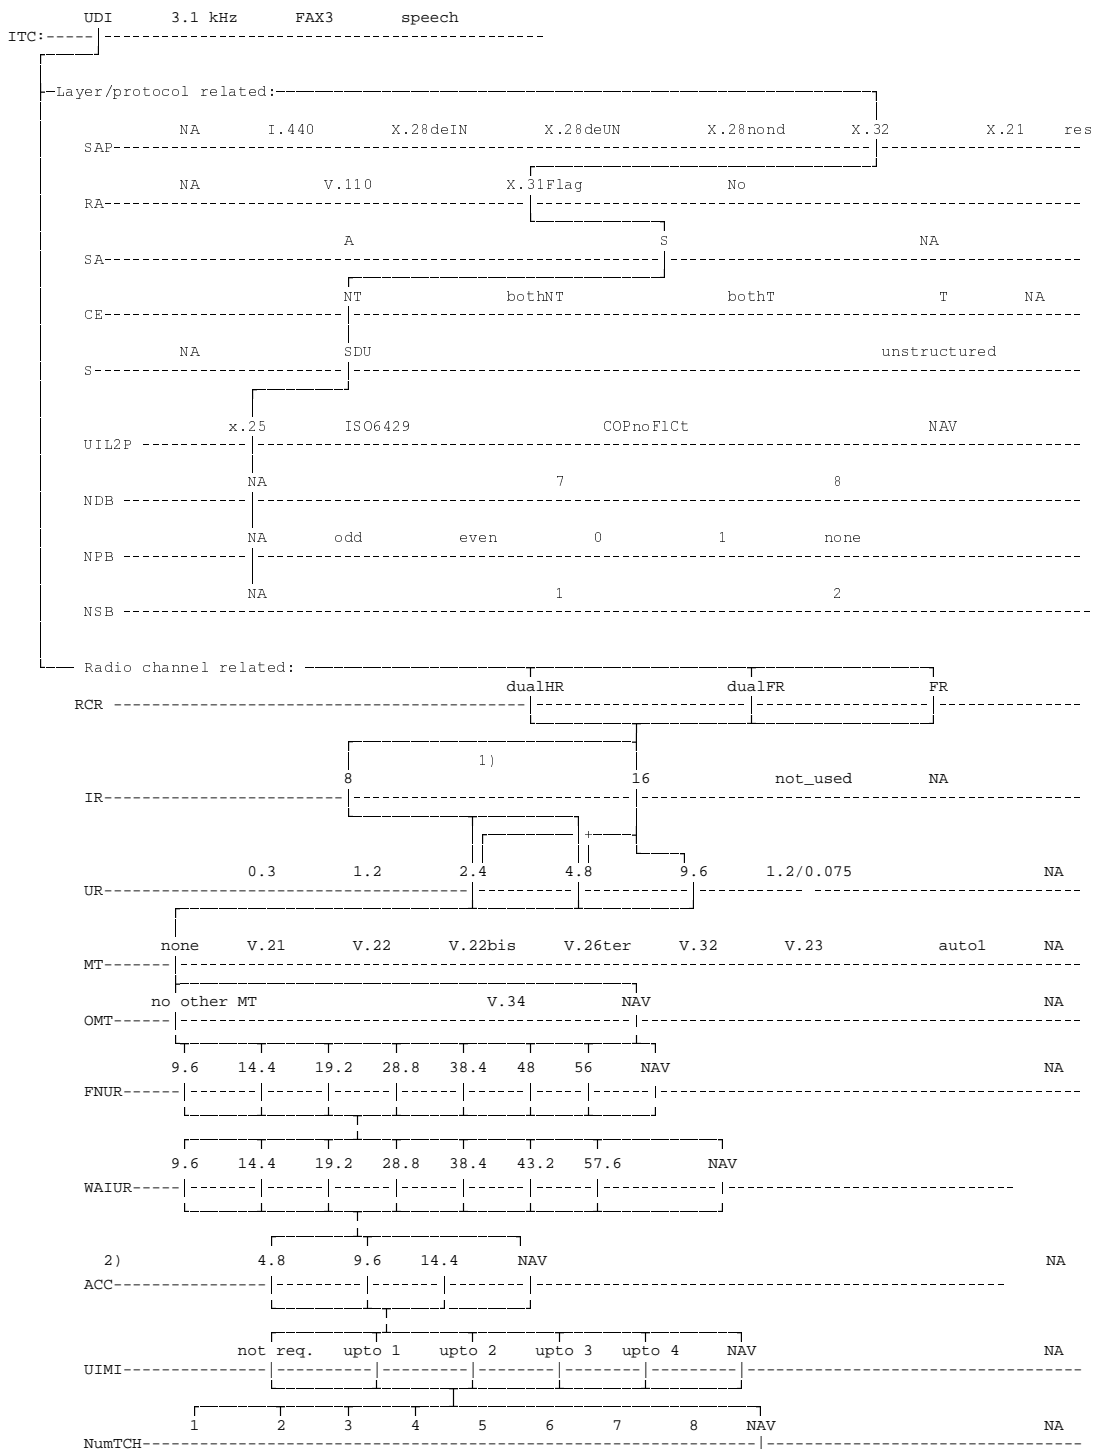 UDI 3.1 kHz FAX3 speech
ITC:
Layer/protocol related:
NA I.440 X.28deIN X.28deUN X.28nond X.32 X.21 res
SAP
NA V.110 X.31Flag No
RA
A S NA
SA
NT bothNT bothT T NA
CE
NA SDU unstructured
S
x.25 ISO6429 COPnoFlCt NAV
UIL2P
NA 7 8
NDB
NA odd even 0 1 none
NPB
NA 1 2
NSB
Radio channel related:
dualHR dualFR FR
RCR
1)
8 16 not_used NA
IR
0.3 1.2 2.4 4.8 9.6 1.2/0.075 NA
UR
none V.21 V.22 V.22bis V.26ter V.32 V.23 auto1 NA
MT
no other MT V.34 NAV NA
OMT
9.6 14.4 19.2 28.8 38.4 48 56 NAV NA
FNUR
9.6 14.4 19.2 28.8 38.4 43.2 57.6 NAV
WAIUR
2) 4.8 9.6 14.4 NAV NA
ACC
not req. upto 1 upto 2 upto 3 upto 4 NAV NA
UIMI
1 2 3 4 5 6 7 8 NAV NA
NumTCH